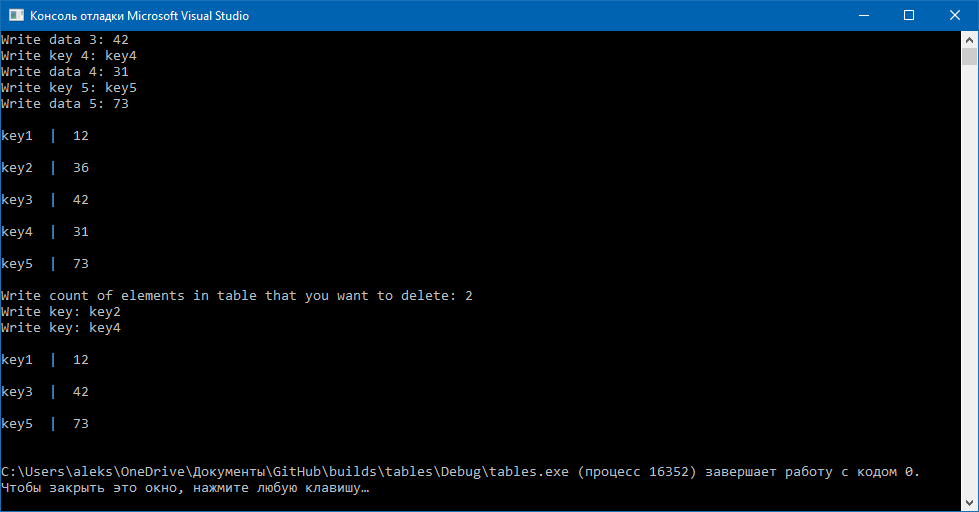 Консоль отладки Microsoft Visual Studio
Write data 3: 42
Write key 4: key4
Write data 4: 31
Write key 5: key5
Write data 5: 73
key1  |  12
key2  |  36
key3  |  42
key4  |  31
key5  |  73
Write count of elements in table that you want to delete: 2
Write key: key2
Write key: key4
key1  |  12
key3  |  42
key5  |  73
C:\Users\aleks\OneDrive\Документы\GitHub\builds\tables\Debug\tables.exe (процесс 16352) завершает работу с кодом 0.
Чтобы закрыть это окно, нажмите любую клавишу…